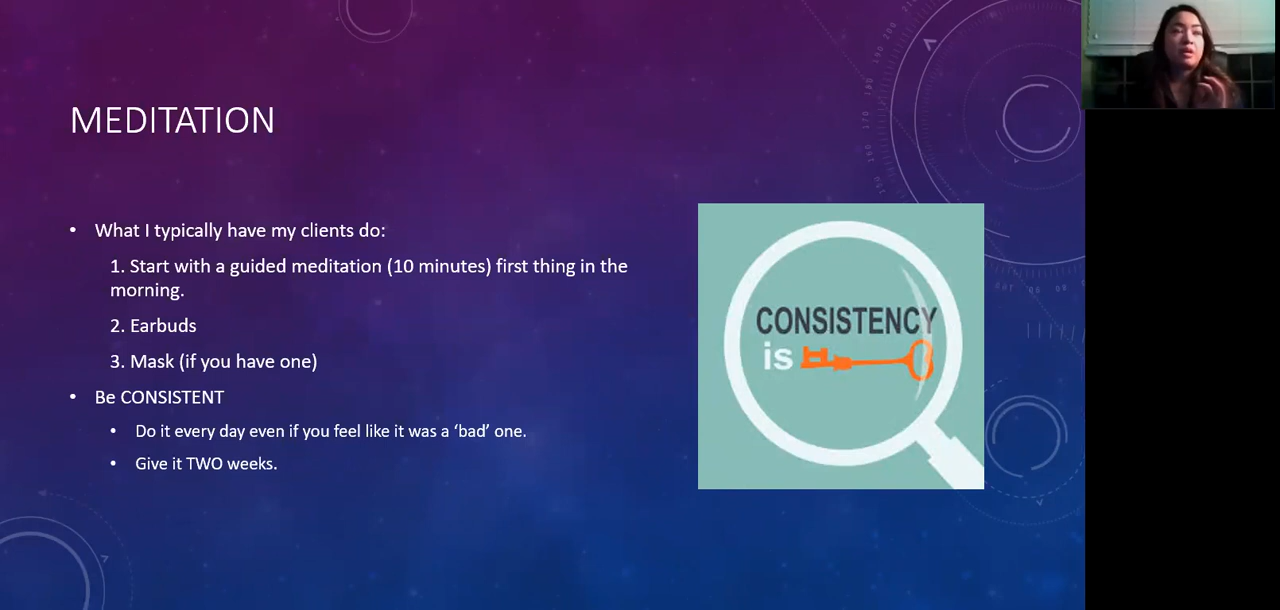 MEDITATION
• What I typically have my clients do:
1. Start with a guided meditation (10 minutes) first thing in the
morning.
2. Earbuds
3. Mask (if you have one)
• Be CONSISTENT
• Do it every day even if you feel like it was a ‘bad’ one.
• Give it TWO weeks.
CONSISTENCY
is